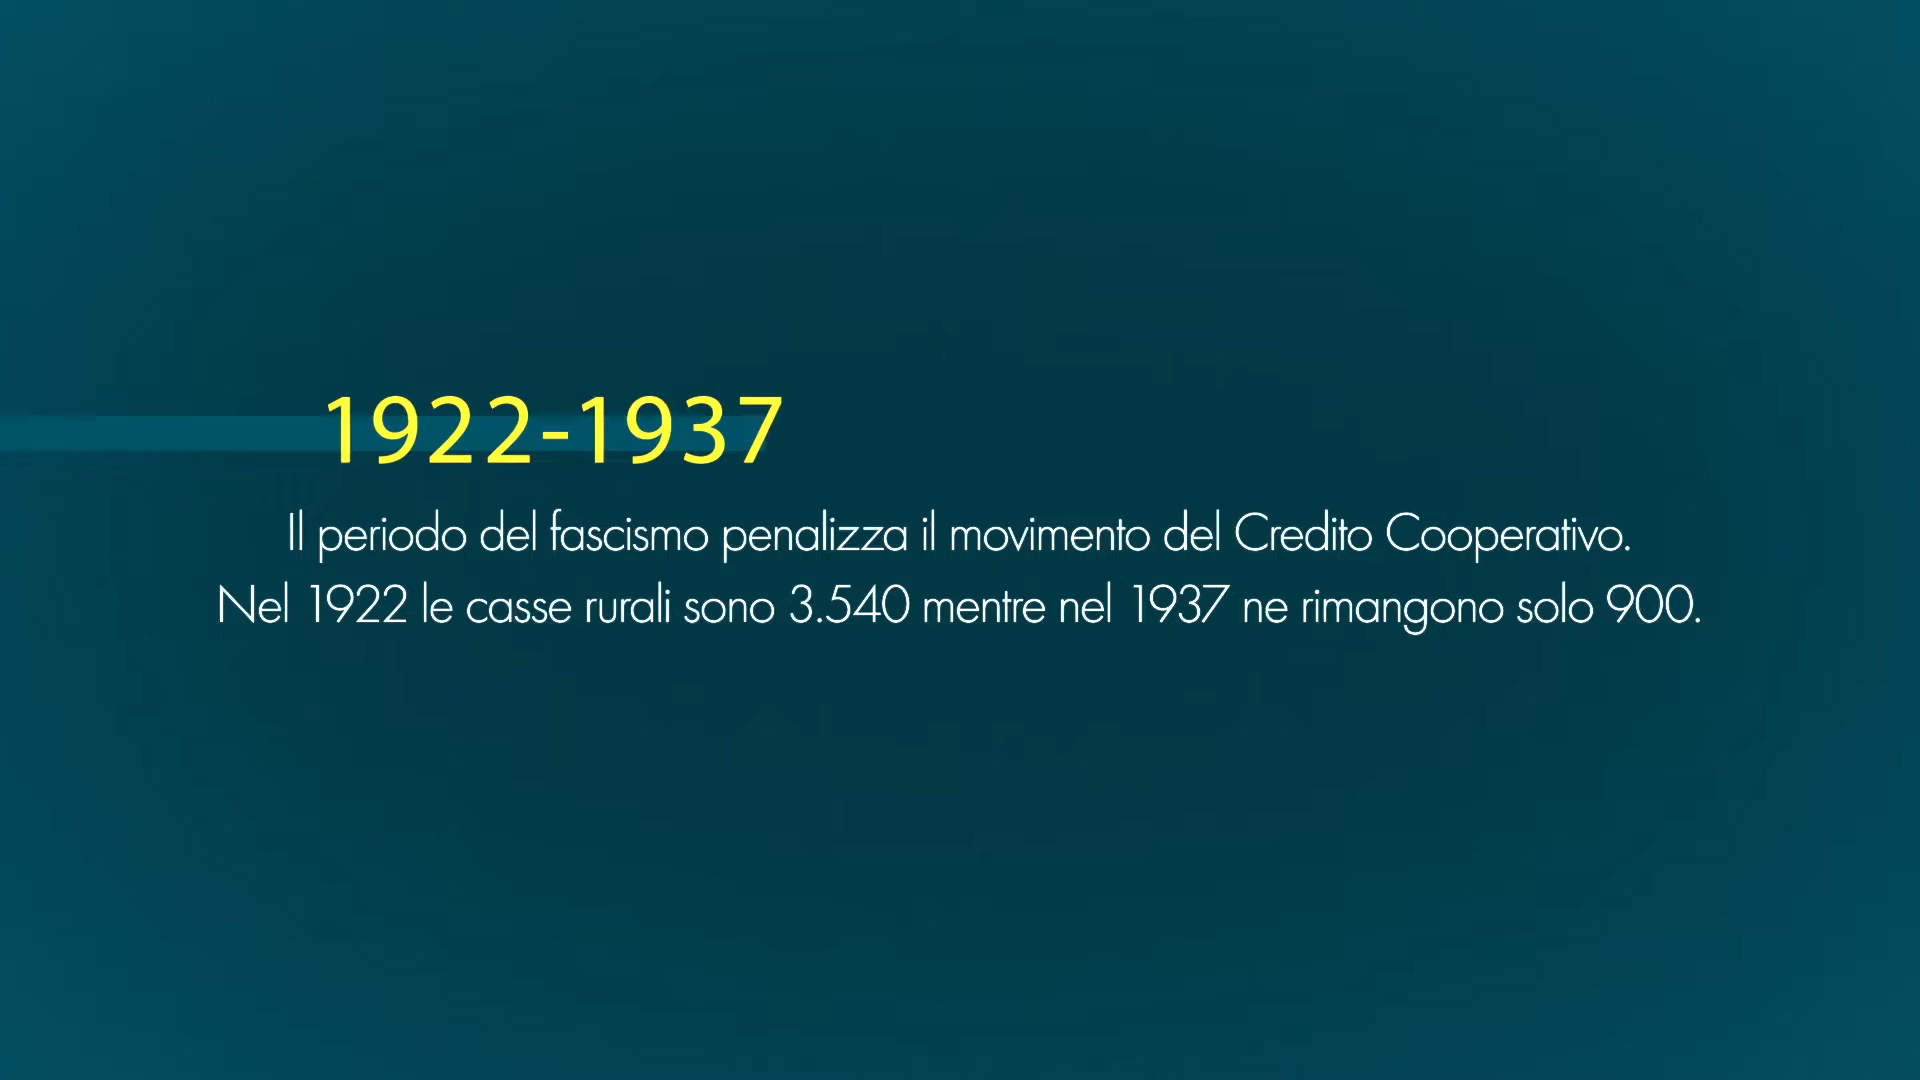 1922-1937
Il periodo del fascismo penalizza il movimento del Credito Cooperativo.
Nel 1922 le casse rurali sono 3.540 mentre nel 1937 ne rimangono solo 900.